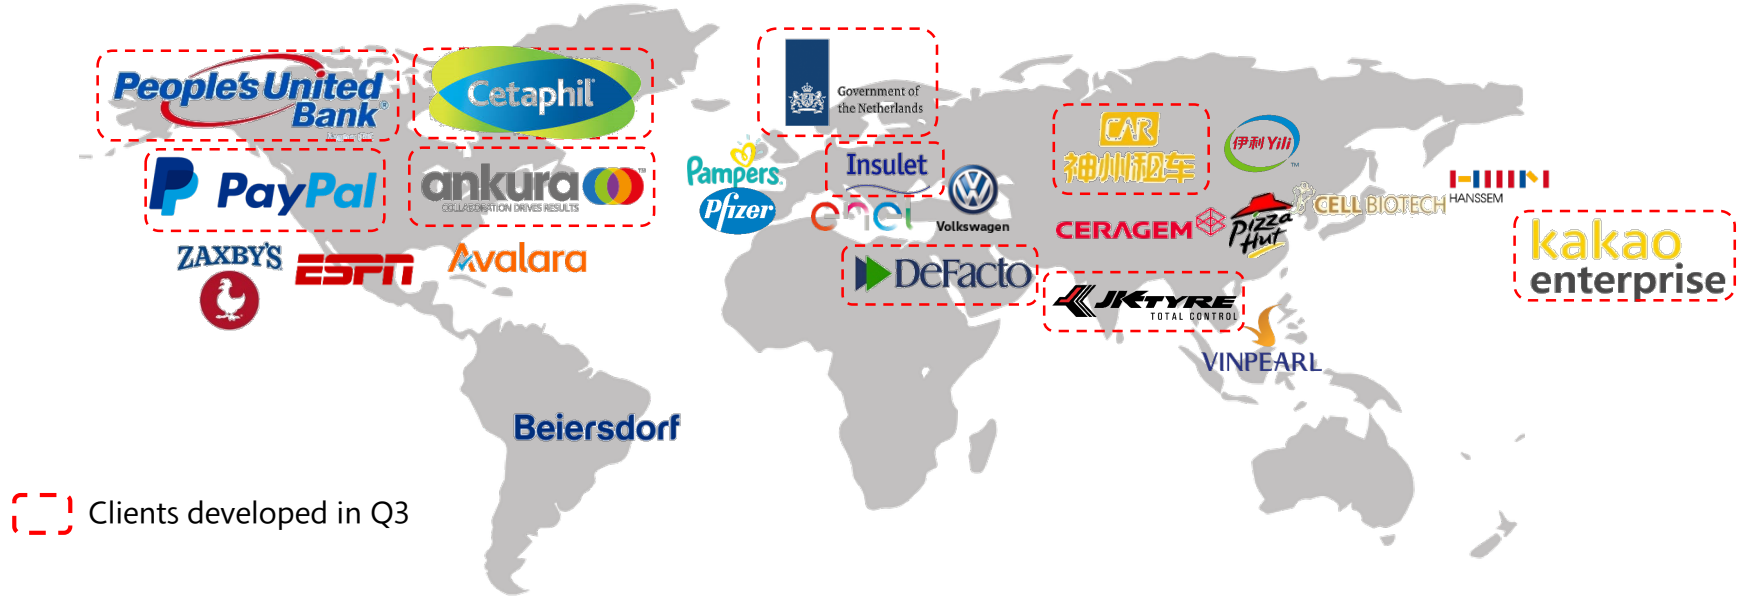 People's United
Bank
Cetaphil
Government of
the Netherlands
PayPal
ankura
COLLABORATION DRIVES RESULTS
Pampers
Pfizer
Insulet
enel
Volkswagen
CAR
神州租车
伊利 Yili
TM
CERAGEM
Pizza
Hut
CELL BIOTECH
HANSSEM
kakao
enterprise
ZAXBY'S
ESPN
Avalara
DeFacto
JK TYRE
TOTAL CONTROL
VINPEARL
Beiersdorf
Clients developed in Q3